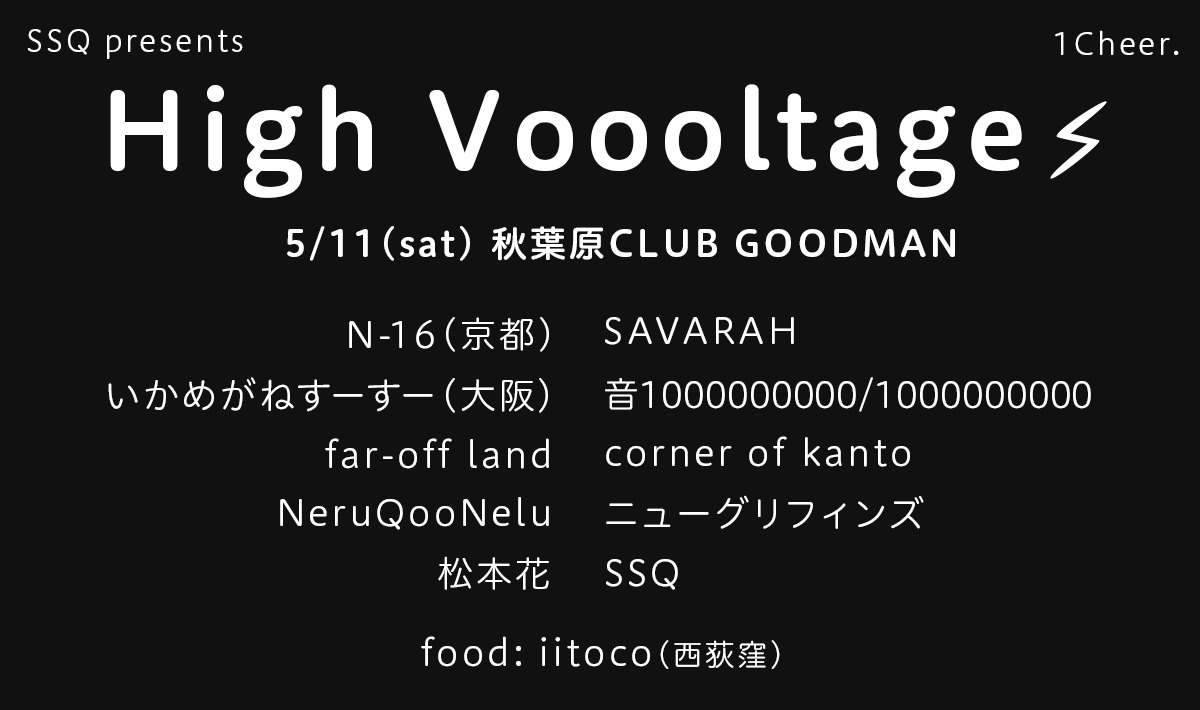 SSQ presents
1Cheer.
High Voooltage⚡
5/11(sat) 秋葉原CLUB GOODMAN
N-16(京都)
SAVARAH
いかめがねすーすー(大阪)
音1000000000/1000000000
far-off land
corner of kanto
NeruQooNelu
ニューグリフィンズ
松本花
SSQ
food: iitoco(西荻窪)